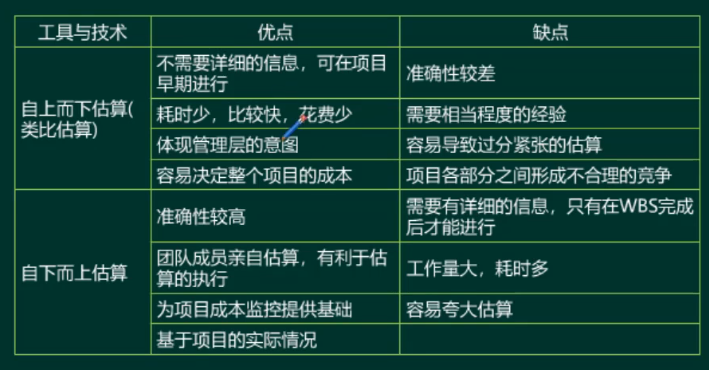 工具与技术 优点 缺点
不需要详细的信息，可在项目
早期进行
准确性较差
自上而下估算(
类比估算)
耗时少，比较快，花费少
需要相当程度的经验
体现管理层的意图
容易导致过分紧张的估算
容易决定整个项目的成本
项目各部分之间形成不合理的竞争
自下而上估算
准确性较高
需要有详细的信息，只有在WBS完成
后才能进行
团队成员亲自估算，有利于估
算的执行
工作量大，耗时多
为项目成本监控提供基础
容易夸大估算
基于项目的实际情况